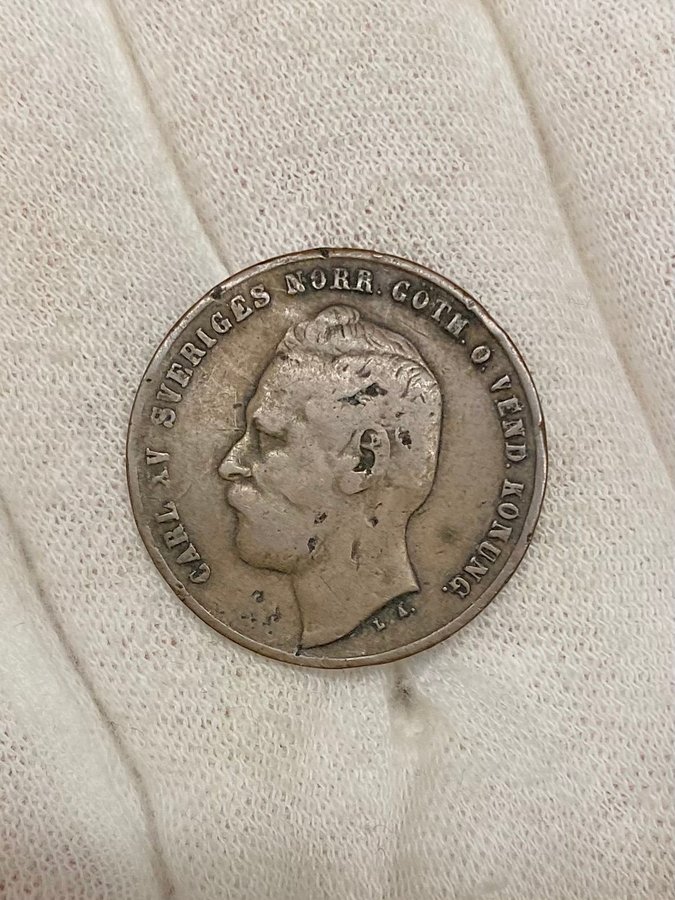 CARL XV SVERIGES NORR. GOTH. O. VEND. KONUNG.
L. A.